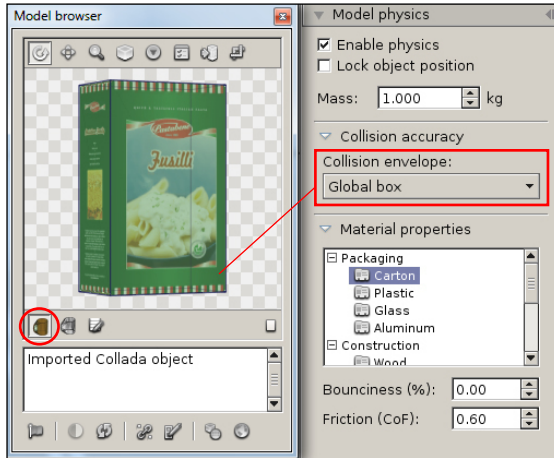 Model browser
Fusilli
Imported Collada object
Model physics
Enable physics
Lock object position
Mass: 1.000 kg
Collision accuracy
Collision envelope:
Global box
Material properties
Packaging
Carton
Plastic
Glass
Aluminum
Construction
Wood
Bounciness (%): 0.00
Friction (CoF): 0.60